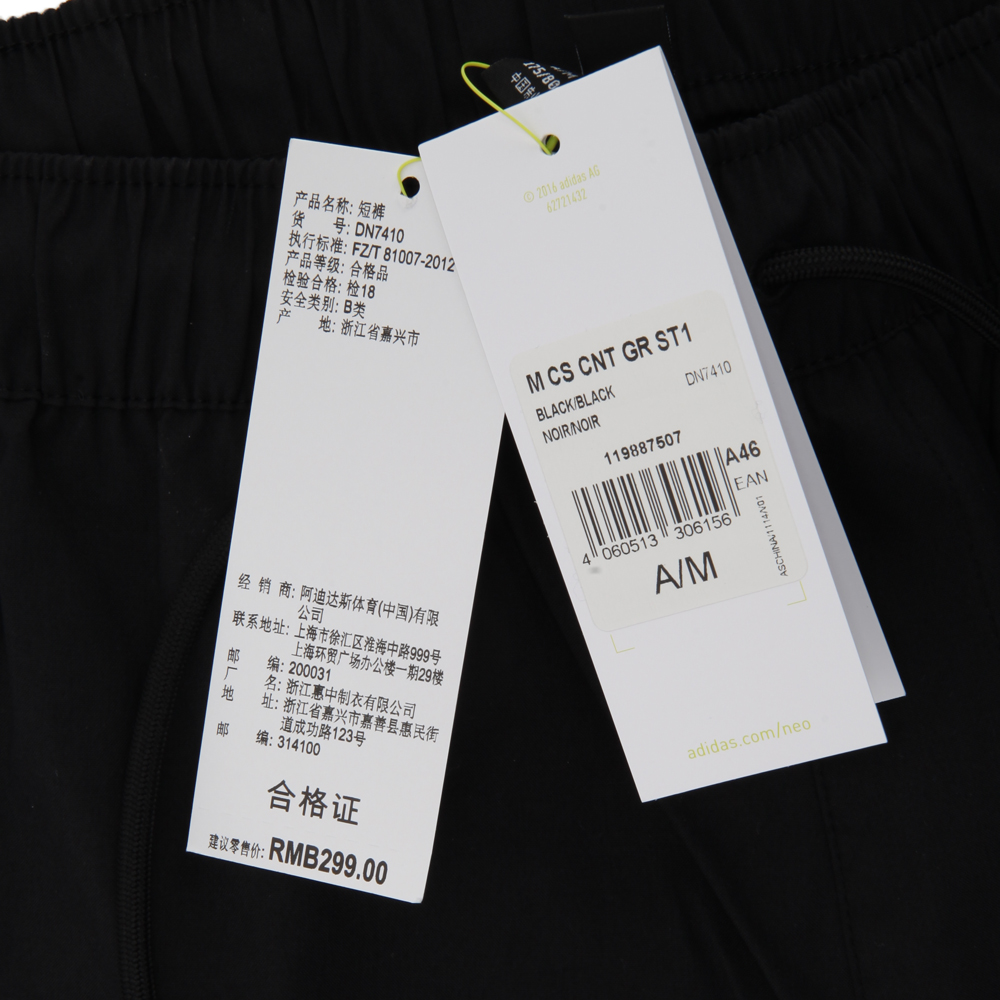 产品名称: 短裤
货 号: DN7410
执行标准: FZ/T 81007-2012
产品等级: 合格品
检验合格: 检18
安全类别: B类
产 地: 浙江省嘉兴市
经 销 商: 阿迪达斯体育(中国)有限
公司
联系地址: 上海市徐汇区淮海中路999号
上海环贸广场办公楼一期29楼
邮 编: 200031
厂 名: 浙江惠中制衣有限公司
地 址: 浙江省嘉兴市嘉善县惠民街
道成功路123号
邮 编: 314100
合格证
建议零售价: RMB299.00
175/80
中国
© 2016 adidas AG
62721432
M CS CNT GR ST1
BLACK/BLACK DN7410
NOIR/NOIR
119887507
A46
EAN
4 060513 306156
A/M
adidas.com/neo